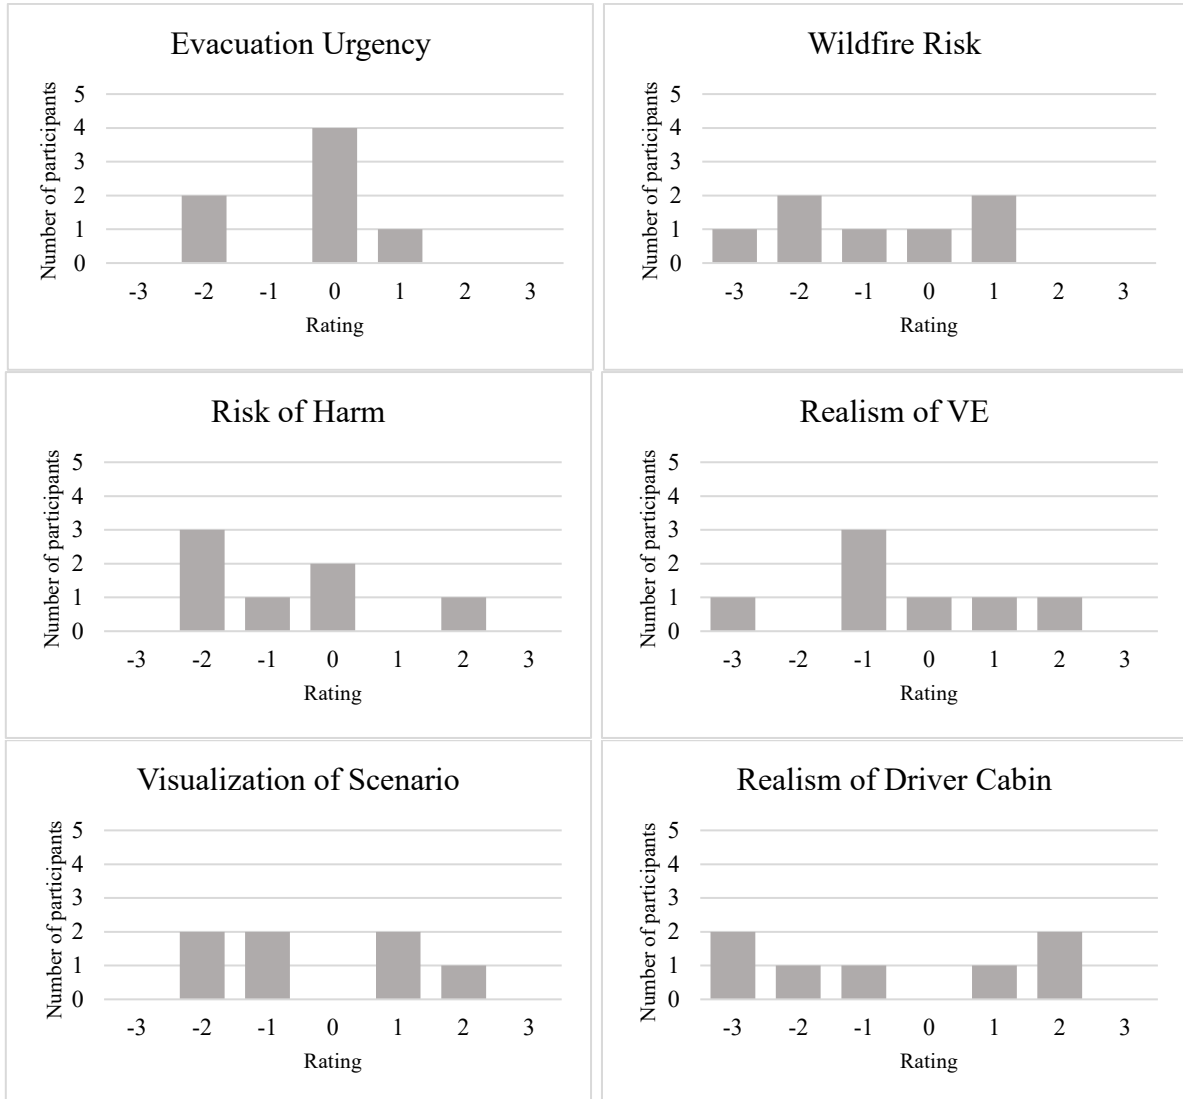 Evacuation Urgency
Number of participants
5
4
3
2
1
0
-3 -2 -1 0 1 2 3
Rating
Wildfire Risk
Number of participants
5
4
3
2
1
0
-3 -2 -1 0 1 2 3
Rating
Risk of Harm
Number of participants
5
4
3
2
1
0
-3 -2 -1 0 1 2 3
Rating
Realism of VE
Number of participants
5
4
3
2
1
0
-3 -2 -1 0 1 2 3
Rating
Visualization of Scenario
Number of participants
5
4
3
2
1
0
-3 -2 -1 0 1 2 3
Rating
Realism of Driver Cabin
Number of participants
5
4
3
2
1
0
-3 -2 -1 0 1 2 3
Rating